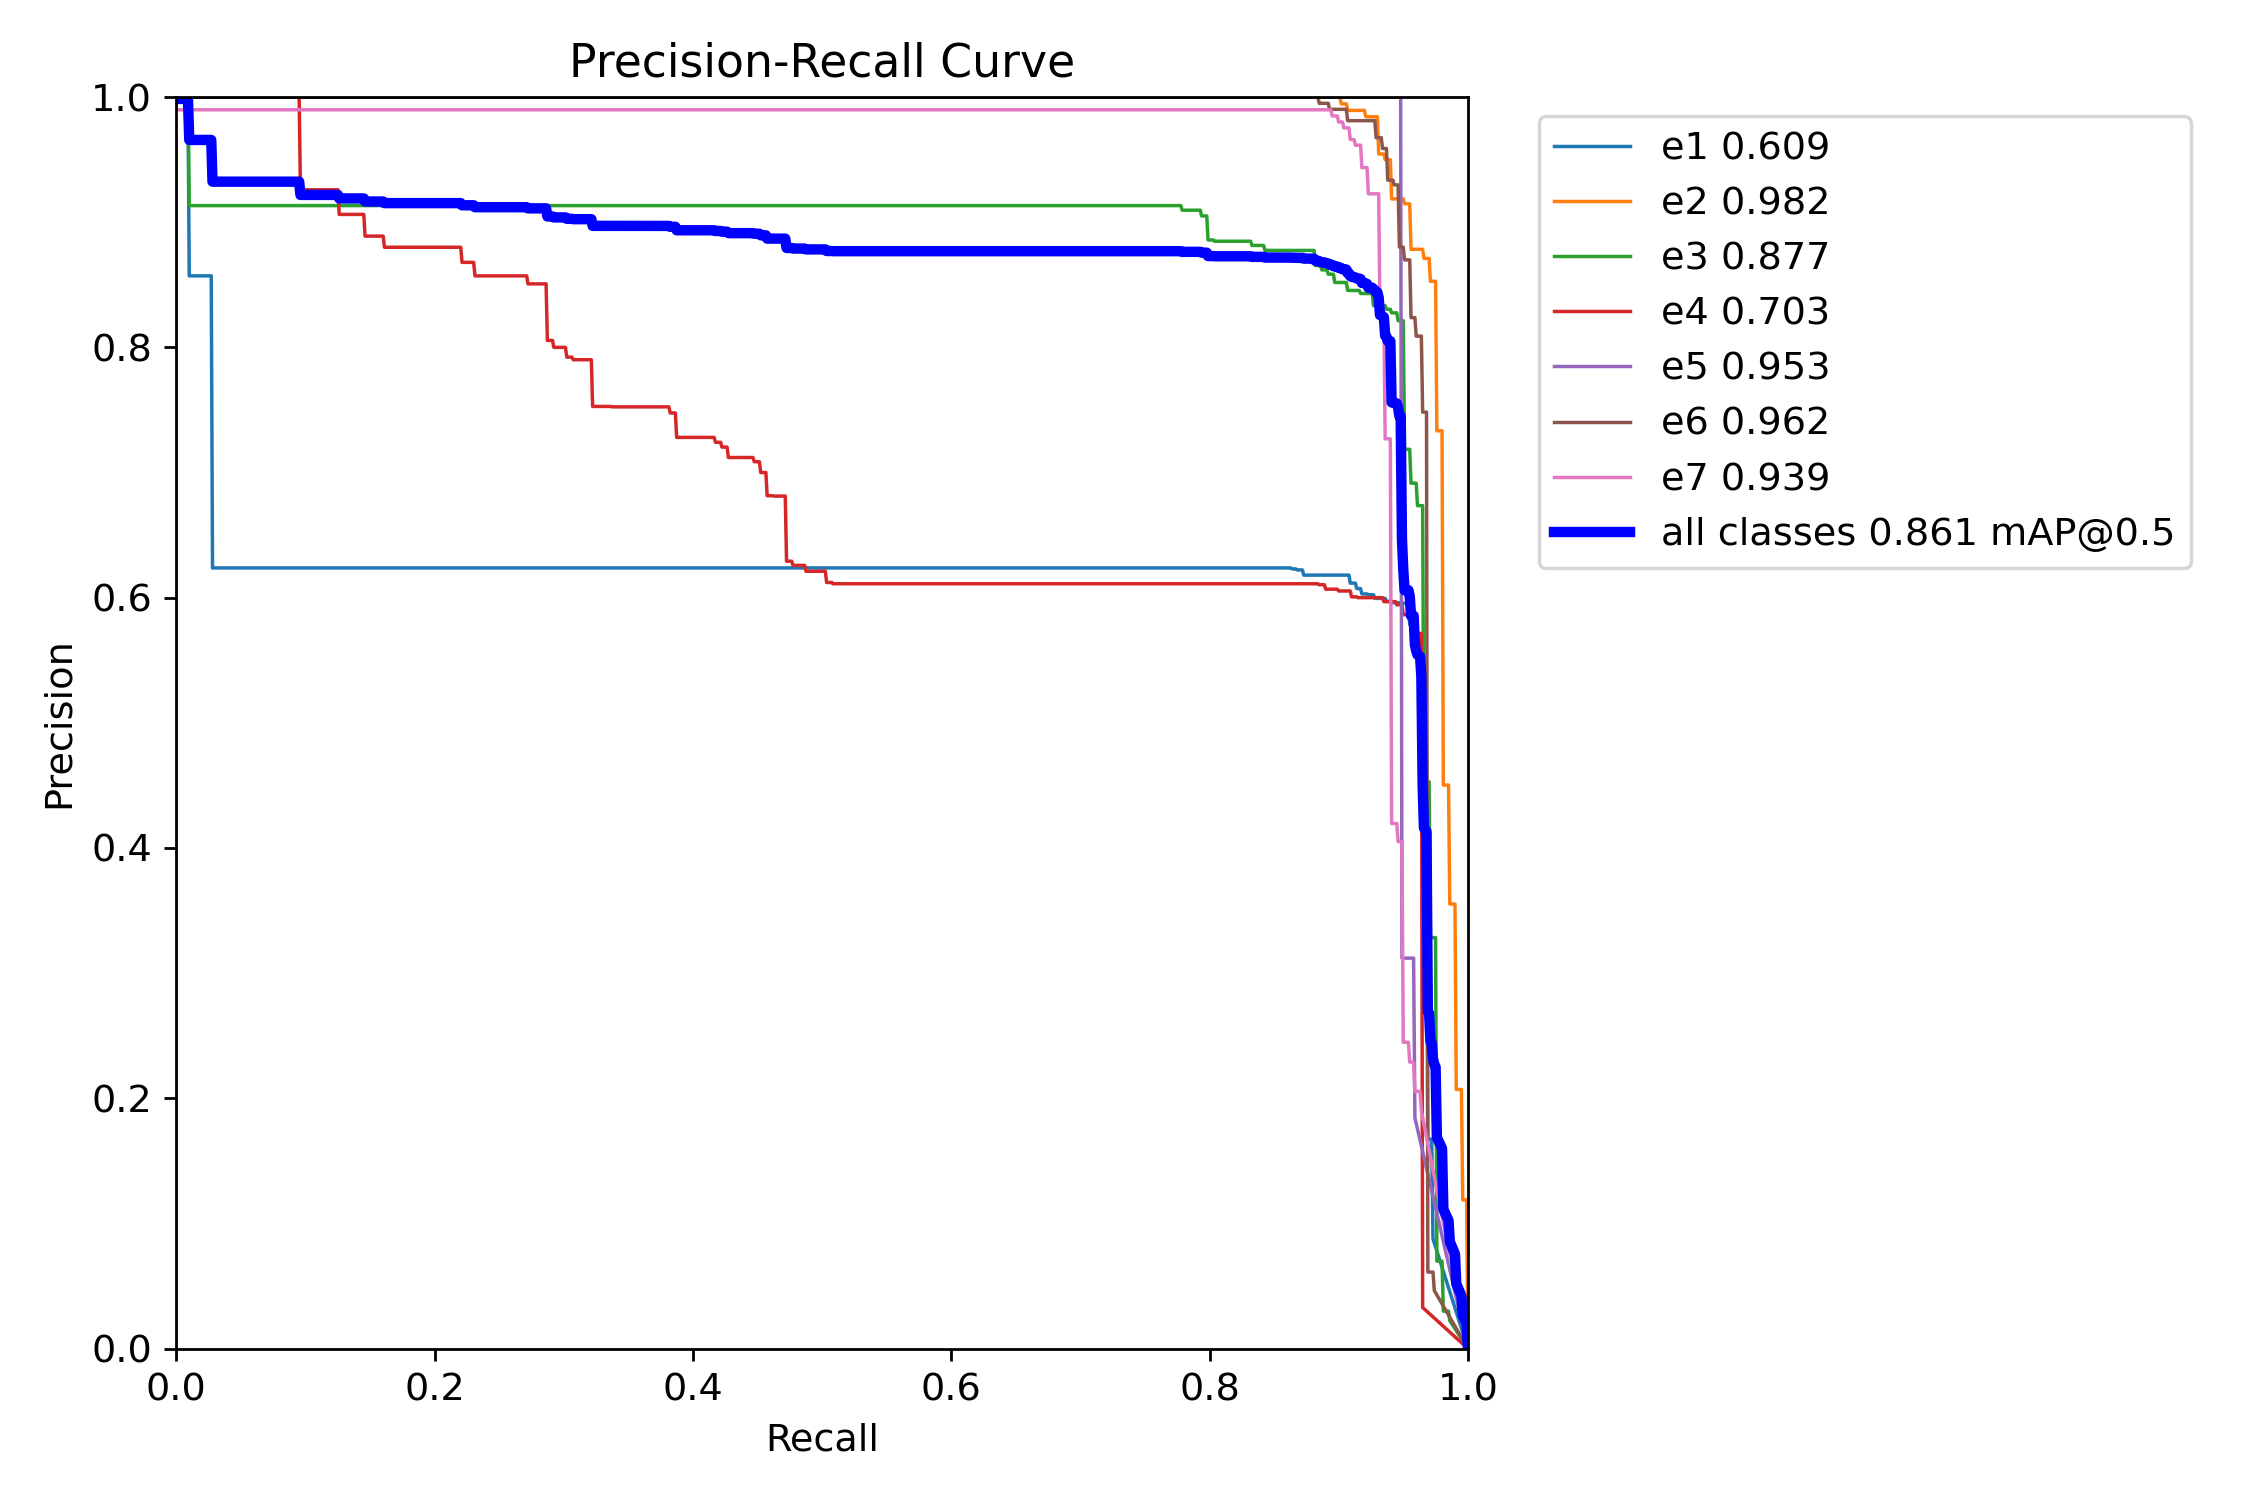 Precision-Recall Curve
1.0
0.8
0.6
0.4
0.2
0.0
Precision
0.0 0.2 0.4 0.6 0.8 1.0
Recall
e1 0.609
e2 0.982
e3 0.877
e4 0.703
e5 0.953
e6 0.962
e7 0.939
all classes 0.861 mAP@0.5